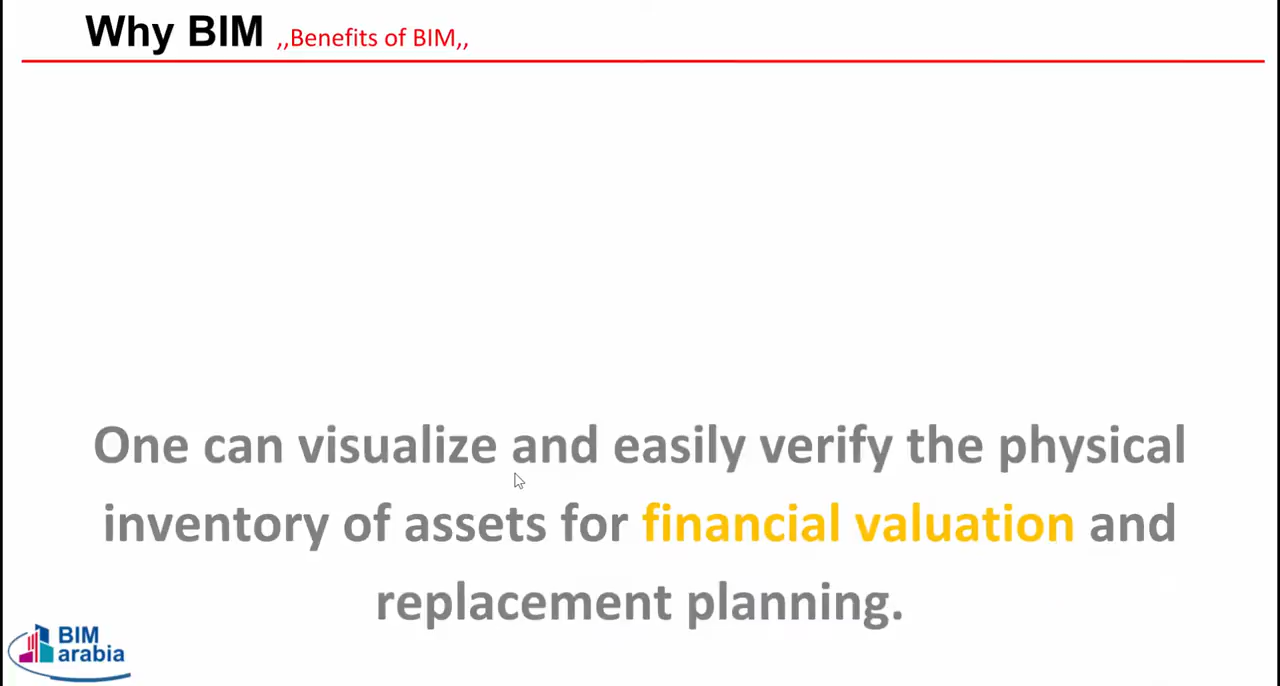 Why BIM ,,Benefits of BIM,,
One can visualize and easily verify the physical
inventory of assets for financial valuation and
replacement planning.
BIM
arabia